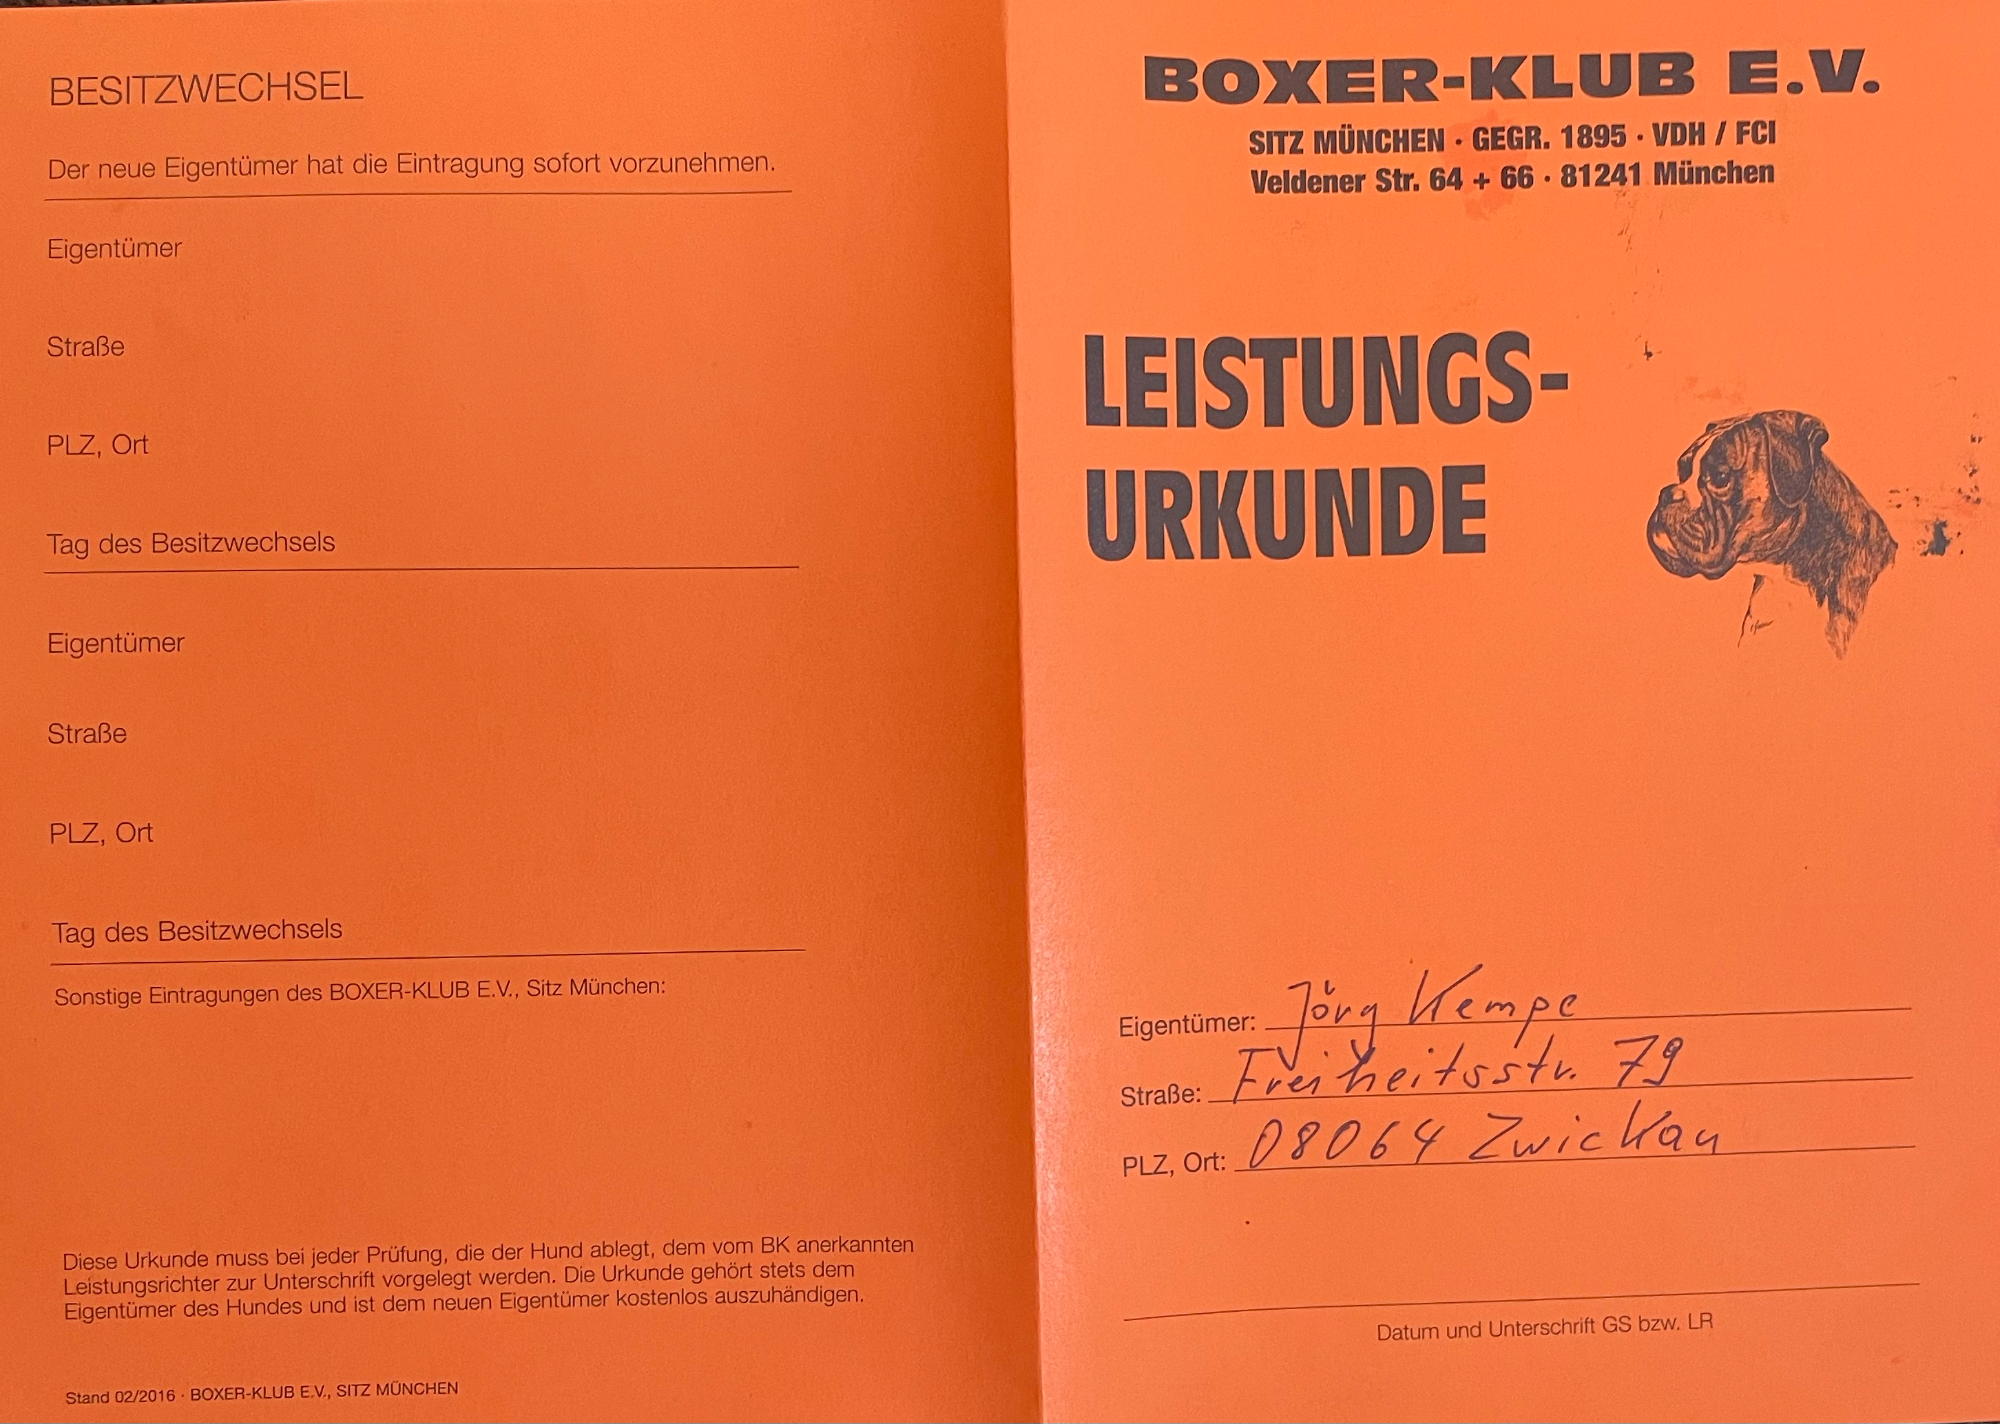 BESITZWECHSEL
Der neue Eigentümer hat die Eintragung sofort vorzunehmen.
Eigentümer
Straße
PLZ, Ort
Tag des Besitzwechsels
Eigentümer
Straße
PLZ, Ort
Tag des Besitzwechsels
Sonstige Eintragungen des BOXER-KLUB E.V., Sitz München:
Diese Urkunde muss bei jeder Prüfung, die der Hund ablegt, dem vom BK anerkannten
Leistungsrichter zur Unterschrift vorgelegt werden. Die Urkunde gehört stets dem
Eigentümer des Hundes und ist dem neuen Eigentümer kostenlos auszuhändigen.
Stand 02/2016 · BOXER-KLUB E.V., SITZ MÜNCHEN
BOXER-KLUB E.V.
SITZ MÜNCHEN · GEGR. 1895 · VDH / FCI
Veldener Str. 64 + 66 · 81241 München
LEISTUNGS-
URKUNDE
Eigentümer: Jörg Kempe
Straße: Freiheitsstr. 79
PLZ, Ort: 08064 Zwickau
Datum und Unterschrift GS bzw. LR